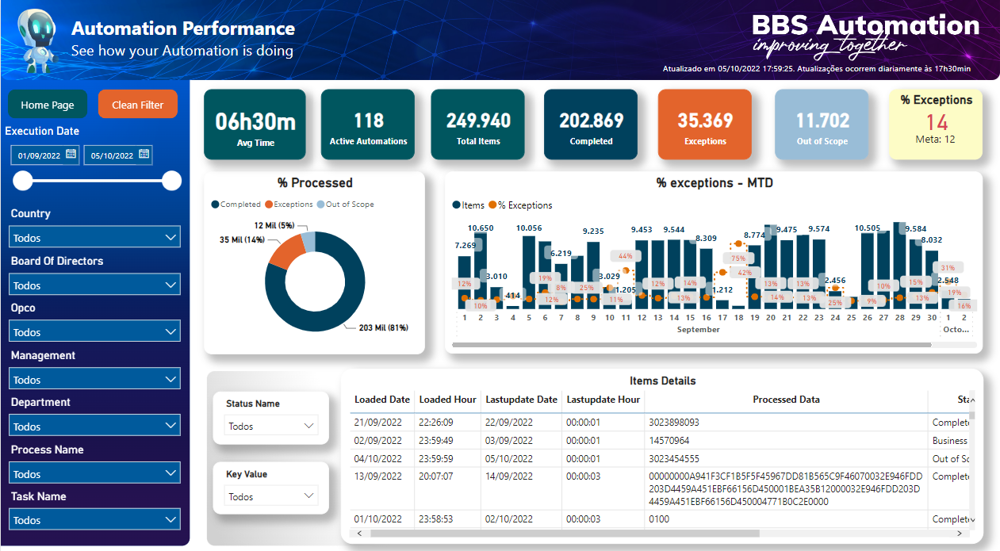 Automation Performance
See how your Automation is doing
BBS Automation
improving together
Atualizado em 05/10/2022 17:59:25. Atualizações ocorrem diariamente às 17h30min
Home Page
Clean Filter
Execution Date
01/09/2022
05/10/2022
Country
Todos
Board Of Directors
Todos
Opco
Todos
Management
Todos
Department
Todos
Process Name
Todos
Task Name
Todos
06h30m
Avg Time
118
Active Automations
249.940
Total Items
202.869
Completed
35.369
Exceptions
11.702
Out of Scope
% Exceptions
14
Meta: 12
% Processed
Completed Exceptions Out of Scope
12 Mil (5%)
35 Mil (14%)
203 Mil (81%)
% exceptions - MTD
Items % Exceptions
7.269 10.650 3.010 414 10.056 6.219 9.235 3.029 1.205 9.453 9.544 8.309 1.212 8.774 9.475 9.574 2.456 10.505 9.584 8.032 2.548
12% 10% 19% 12% 8% 25% 11% 44% 12% 13% 14% 75% 42% 13% 14% 13% 13% 25% 9% 10% 15% 13% 31% 19% 16%
1 2 3 4 5 6 7 8 9 10 11 12 13 14 15 16 17 18 19 20 21 22 23 24 25 26 27 28 29 30 1 2
September Octo...
Status Name
Todos
Key Value
Todos
Items Details
Loaded Date Loaded Hour Lastupdate Date Lastupdate Hour Processed Data Sta
21/09/2022 22:26:09 22/09/2022 00:00:01 3023898093 Complete
02/09/2022 23:59:49 03/09/2022 00:00:01 14570964 Business
04/10/2022 23:59:59 05/10/2022 00:00:01 3023454555 Out of Sc
13/09/2022 20:07:07 14/09/2022 00:00:03 00000000A941F3CF1B5F5F45967DD81B565C9F46070032E946FDD Complete
203D4459A451EBF66156D450001BEA35B12000032E946FDD203D
4459A451EBF66156D450004771B0C2E0000
01/10/2022 23:58:53 02/10/2022 00:00:03 0100 Complete